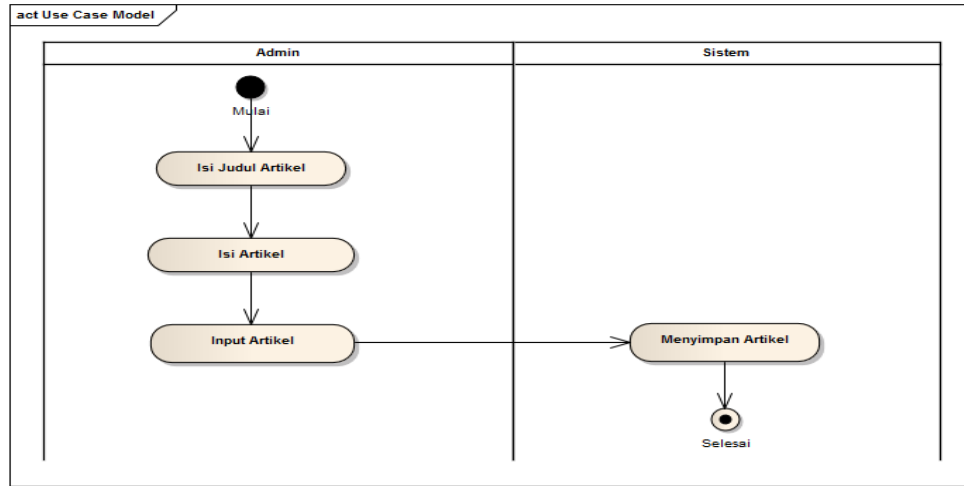 act Use Case Model
Admin
Sistem
Mulai
Isi Judul Artikel
Isi Artikel
Input Artikel
Menyimpan Artikel
Selesai